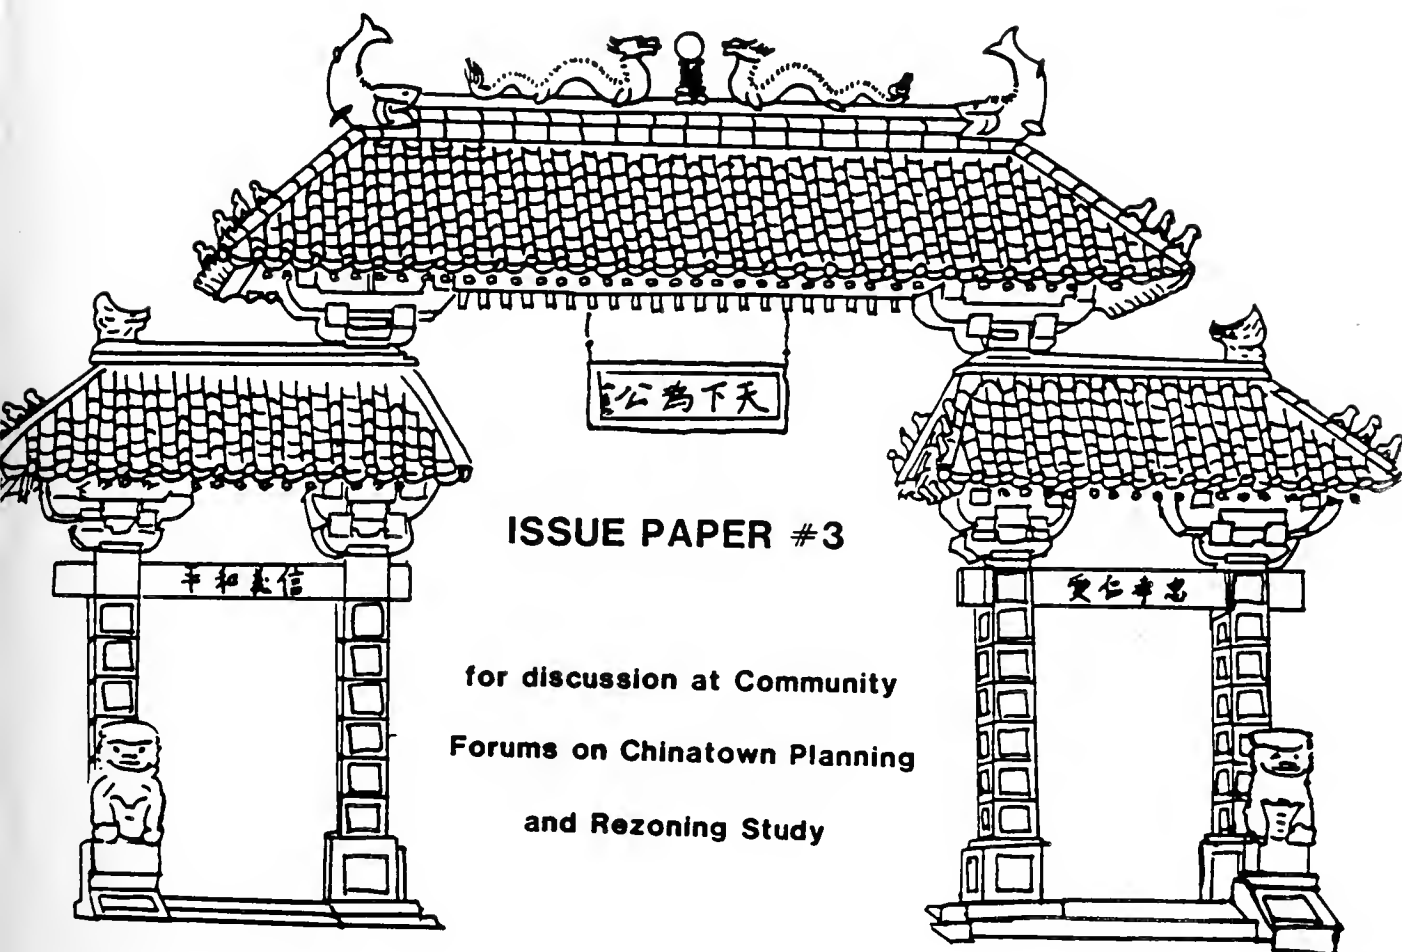 天下為公
ISSUE PAPER #3
信義和平
忠孝仁愛
for discussion at Community
Forums on Chinatown Planning
and Rezoning Study